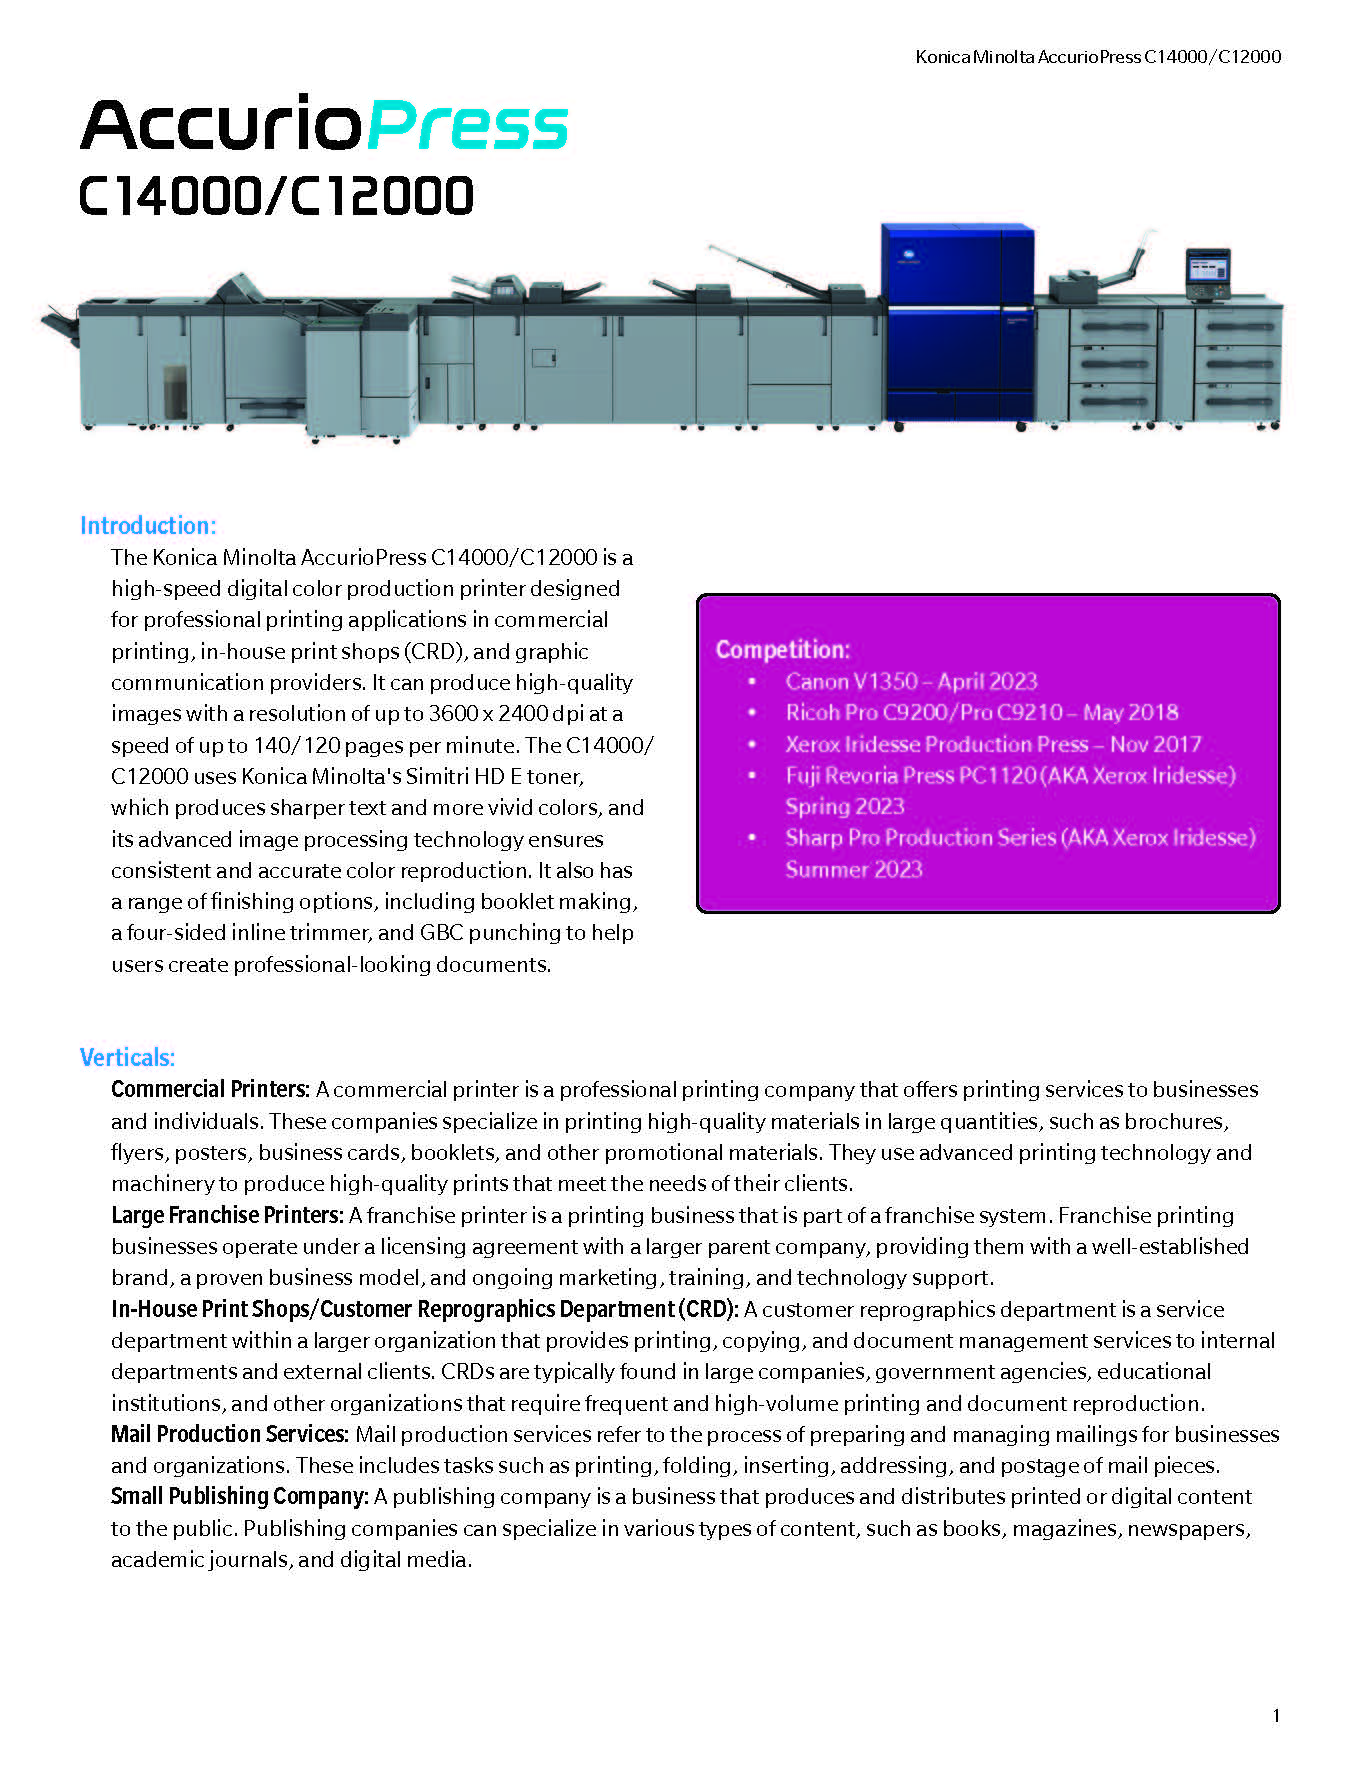 Konica Minolta AccurioPress C14000/C12000
AccurioPress
C14000/C12000
Introduction:
The Konica Minolta AccurioPress C14000/C12000 is a
high-speed digital color production printer designed
for professional printing applications in commercial
printing, in-house print shops (CRD), and graphic
communication providers. It can produce high-quality
images with a resolution of up to 3600 x 2400 dpi at a
speed of up to 140/120 pages per minute. The C14000/
C12000 uses Konica Minolta's Simitri HD E toner,
which produces sharper text and more vivid colors, and
its advanced image processing technology ensures
consistent and accurate color reproduction. It also has
a range of finishing options, including booklet making,
a four-sided inline trimmer, and GBC punching to help
users create professional-looking documents.
Competition:
• Canon V1350 – April 2023
• Ricoh Pro C9200/Pro C9210 – May 2018
• Xerox Iridesse Production Press – Nov 2017
• Fuji Revoria Press PC1120 (AKA Xerox Iridesse)
Spring 2023
• Sharp Pro Production Series (AKA Xerox Iridesse)
Summer 2023
Verticals:
Commercial Printers: A commercial printer is a professional printing company that offers printing services to businesses
and individuals. These companies specialize in printing high-quality materials in large quantities, such as brochures,
flyers, posters, business cards, booklets, and other promotional materials. They use advanced printing technology and
machinery to produce high-quality prints that meet the needs of their clients.
Large Franchise Printers: A franchise printer is a printing business that is part of a franchise system. Franchise printing
businesses operate under a licensing agreement with a larger parent company, providing them with a well-established
brand, a proven business model, and ongoing marketing, training, and technology support.
In-House Print Shops/Customer Reprographics Department (CRD): A customer reprographics department is a service
department within a larger organization that provides printing, copying, and document management services to internal
departments and external clients. CRDs are typically found in large companies, government agencies, educational
institutions, and other organizations that require frequent and high-volume printing and document reproduction.
Mail Production Services: Mail production services refer to the process of preparing and managing mailings for businesses
and organizations. These includes tasks such as printing, folding, inserting, addressing, and postage of mail pieces.
Small Publishing Company: A publishing company is a business that produces and distributes printed or digital content
to the public. Publishing companies can specialize in various types of content, such as books, magazines, newspapers,
academic journals, and digital media.
1